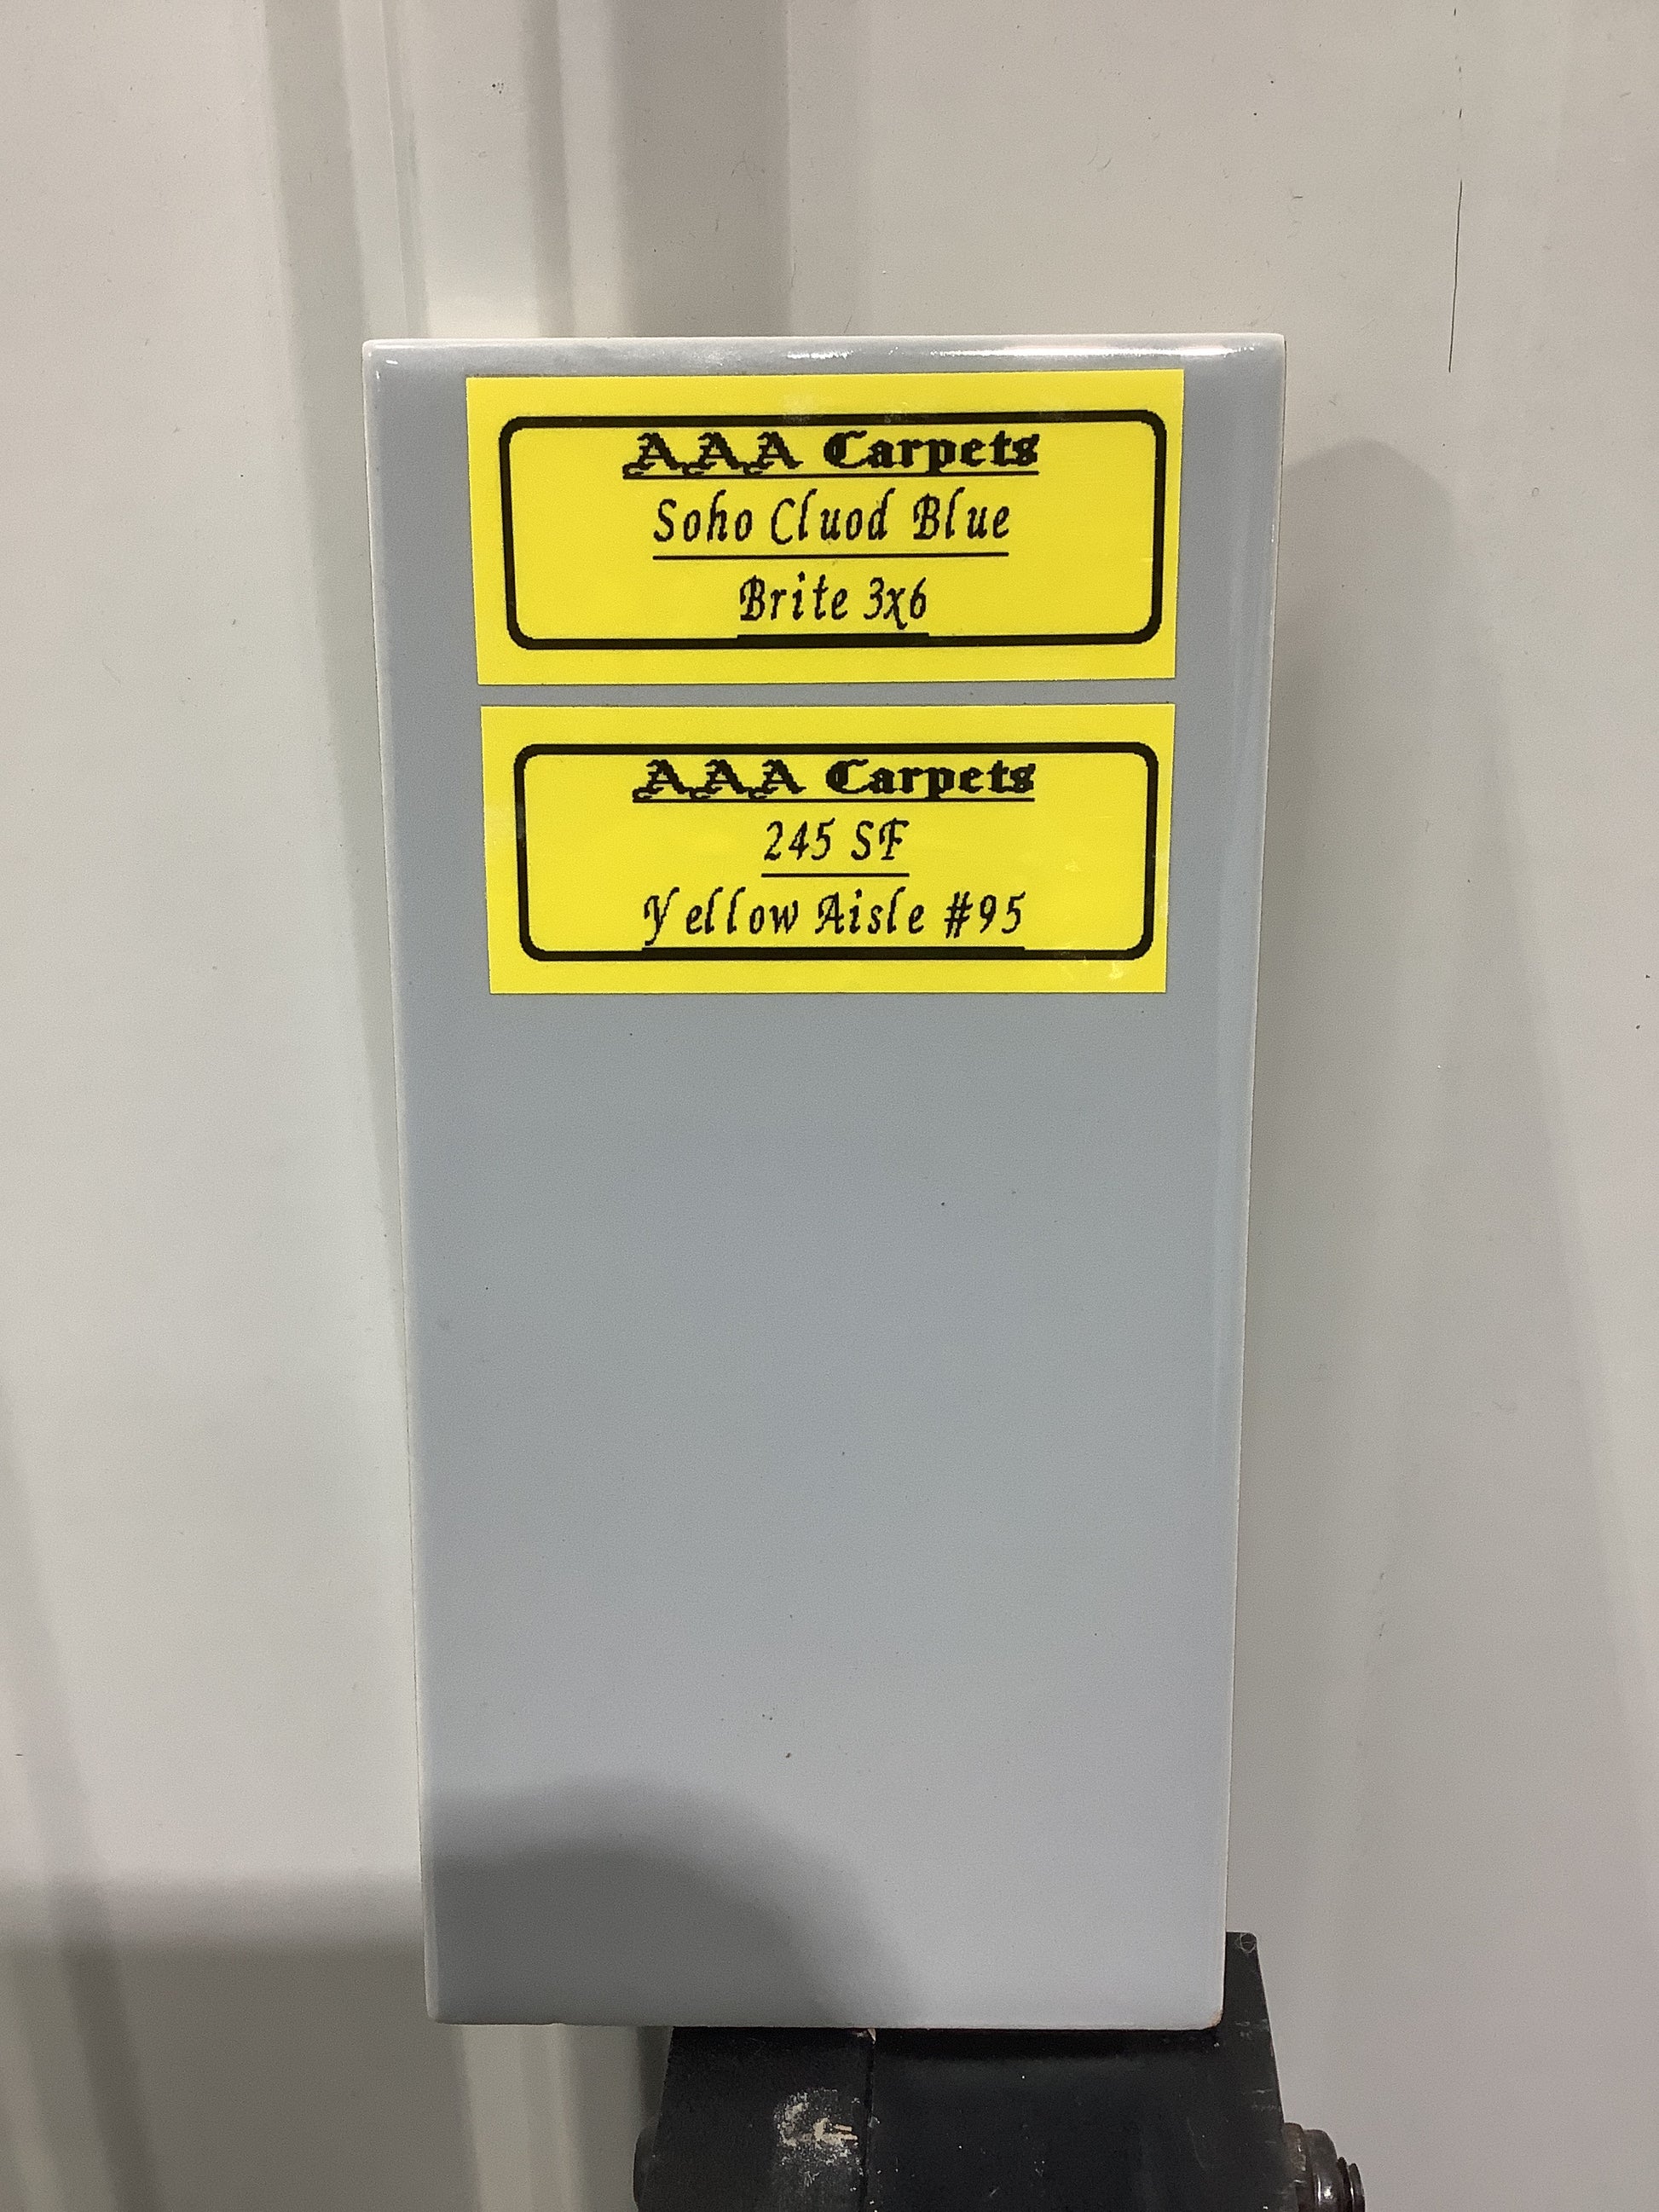 AAA Carpets
Soho Cluod Blue
Brite 3x6
AAA Carpets
245 SF
Yellow Aisle #95